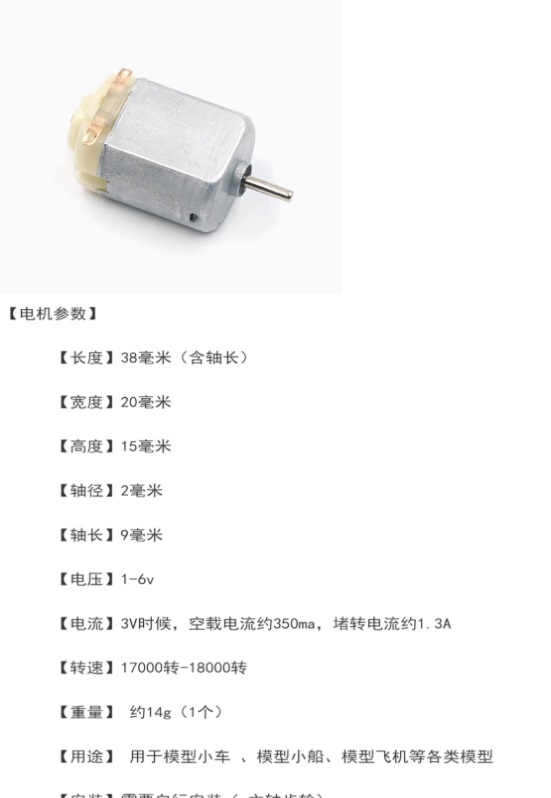 【电机参数】
【长度】38毫米（含轴长）
【宽度】20毫米
【高度】15毫米
【轴径】2毫米
【轴长】9毫米
【电压】1-6v
【电流】3V时候，空载电流约350ma，堵转电流约1.3A
【转速】17000转-18000转
【重量】 约14g（1个）
【用途】 用于模型小车 、模型小船、模型飞机等各类模型